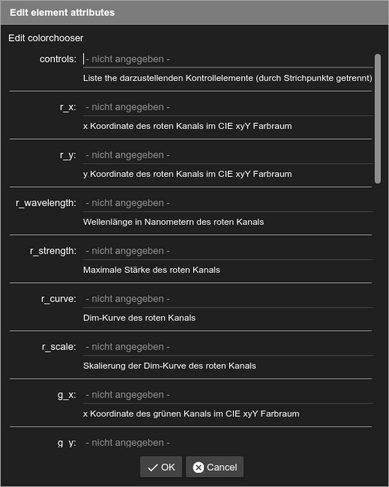 Edit element attributes
Edit colorchooser
controls: - nicht angegeben -
Liste the darzustellenden Kontrollelemente (durch Strichpunkte getrennt)
r_x: - nicht angegeben -
x Koordinate des roten Kanals im CIE xyY Farbraum
r_y: - nicht angegeben -
y Koordinate des roten Kanals im CIE xyY Farbraum
r_wavelength: - nicht angegeben -
Wellenlänge in Nanometern des roten Kanals
r_strength: - nicht angegeben -
Maximale Stärke des roten Kanals
r_curve: - nicht angegeben -
Dim-Kurve des roten Kanals
r_scale: - nicht angegeben -
Skalierung der Dim-Kurve des roten Kanals
g_x: - nicht angegeben -
x Koordinate des grünen Kanals im CIE xyY Farbraum
g_y: - nicht angegeben -
OK Cancel